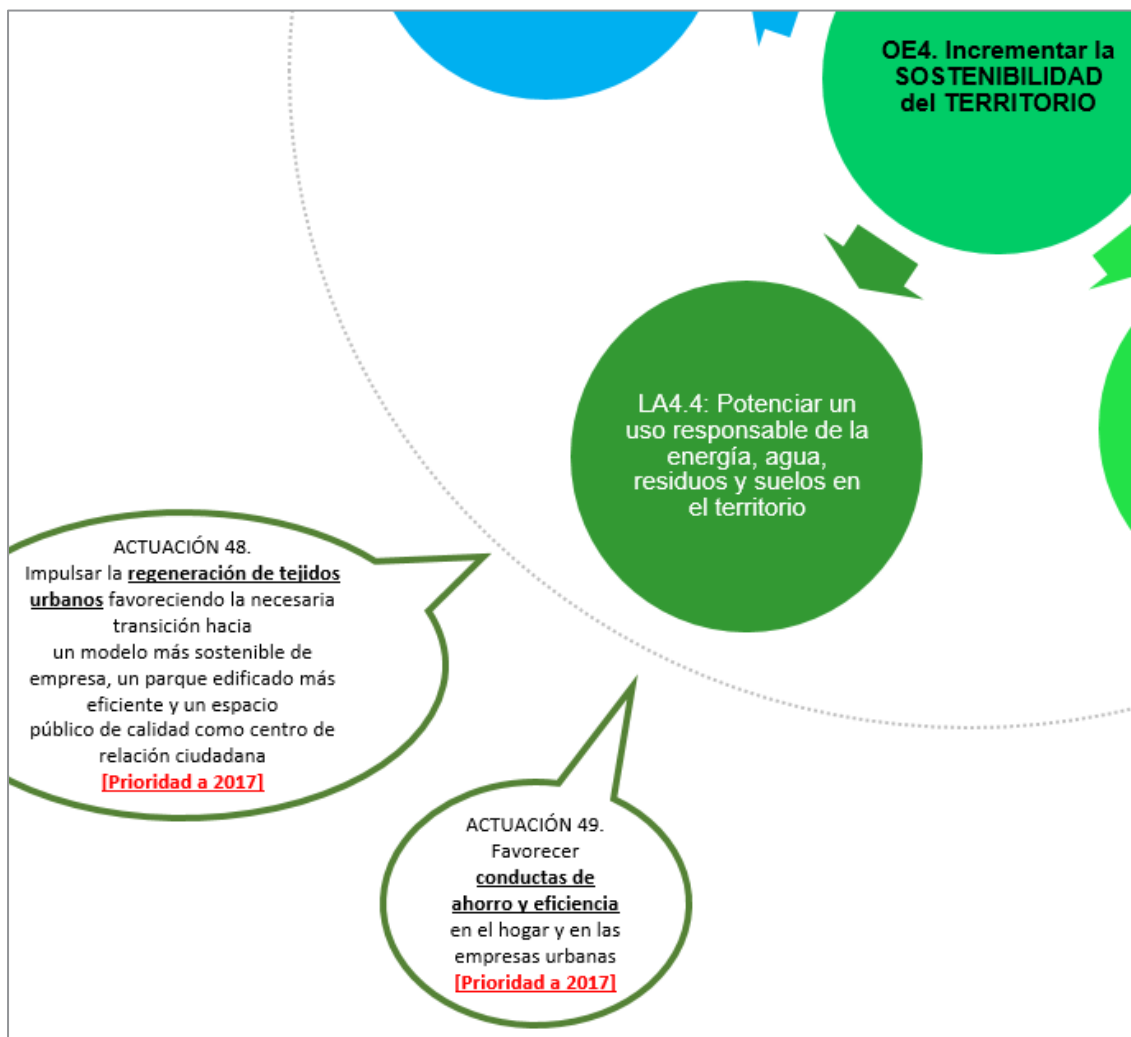 OE4. Incrementar la
SOSTENIBILIDAD
del TERRITORIO
LA4.4: Potenciar un
uso responsable de la
energía, agua,
residuos y suelos en
el territorio
ACTUACIÓN 48.
Impulsar la regeneración de tejidos
urbanos favoreciendo la necesaria
transición hacia
un modelo más sostenible de
empresa, un parque edificado más
eficiente y un espacio
público de calidad como centro de
relación ciudadana
[Prioridad a 2017]
ACTUACIÓN 49.
Favorecer
conductas de
ahorro y eficiencia
en el hogar y en las
empresas urbanas
[Prioridad a 2017]